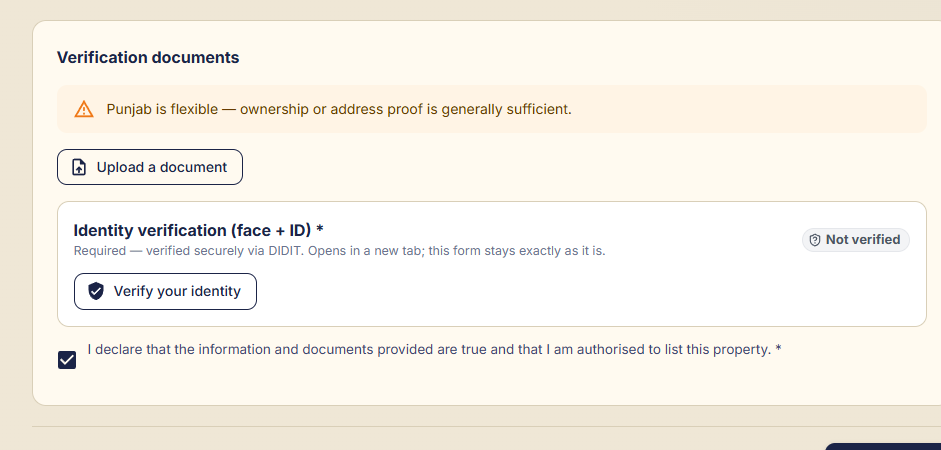 Verification documents
Punjab is flexible — ownership or address proof is generally sufficient.
Upload a document
Identity verification (face + ID) *
Required — verified securely via DIDIT. Opens in a new tab; this form stays exactly as it is.
Not verified
Verify your identity
I declare that the information and documents provided are true and that I am authorised to list this property. *